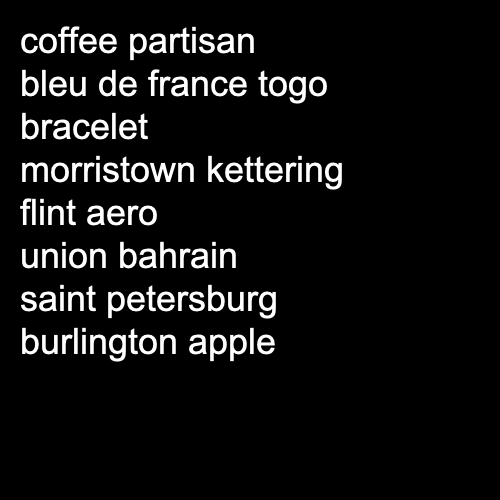 coffee partisan
bleu de france togo
bracelet
morristown kettering
flint aero
union bahrain
saint petersburg
burlington apple